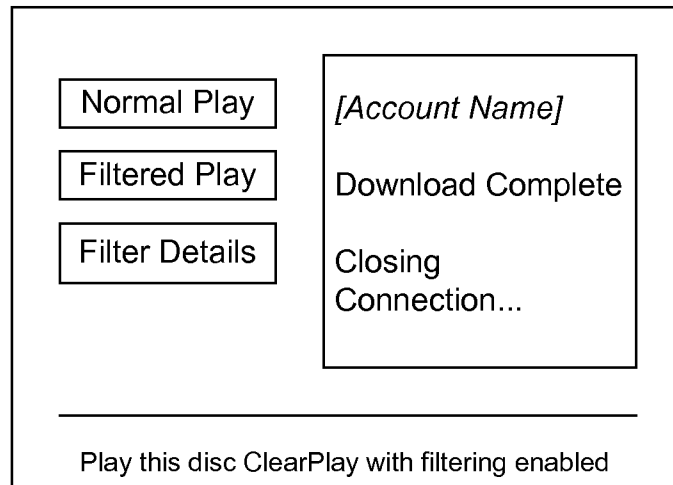 Normal Play
Filtered Play
Filter Details
[Account Name]
Download Complete
Closing
Connection...
Play this disc ClearPlay with filtering enabled